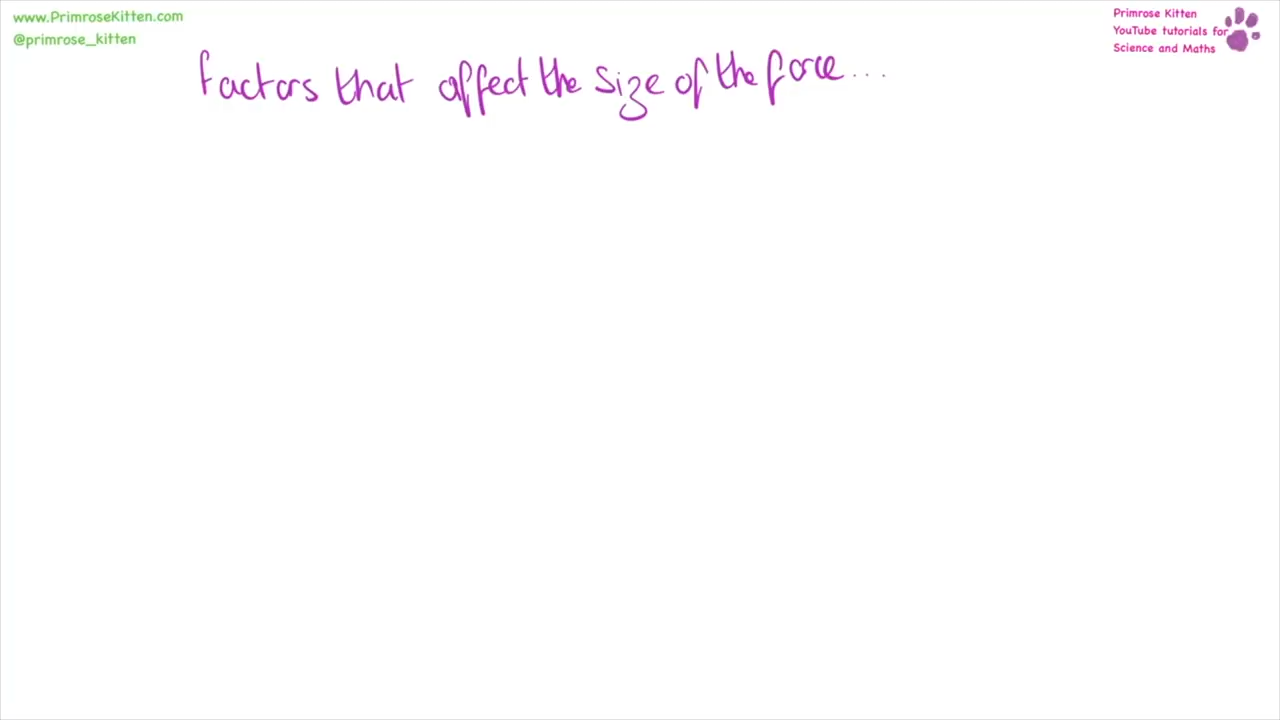 www.PrimroseKitten.com
@primrose_kitten
Primrose Kitten
YouTube tutorials for
Science and Maths
factors that affect the size of the force...